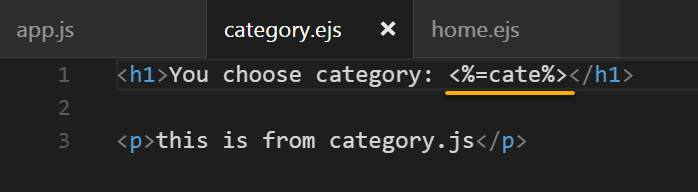 app.js category.ejs × home.ejs
1 <h1>You choose category: <%=cate%></h1>
2
3 <p>this is from category.js</p>